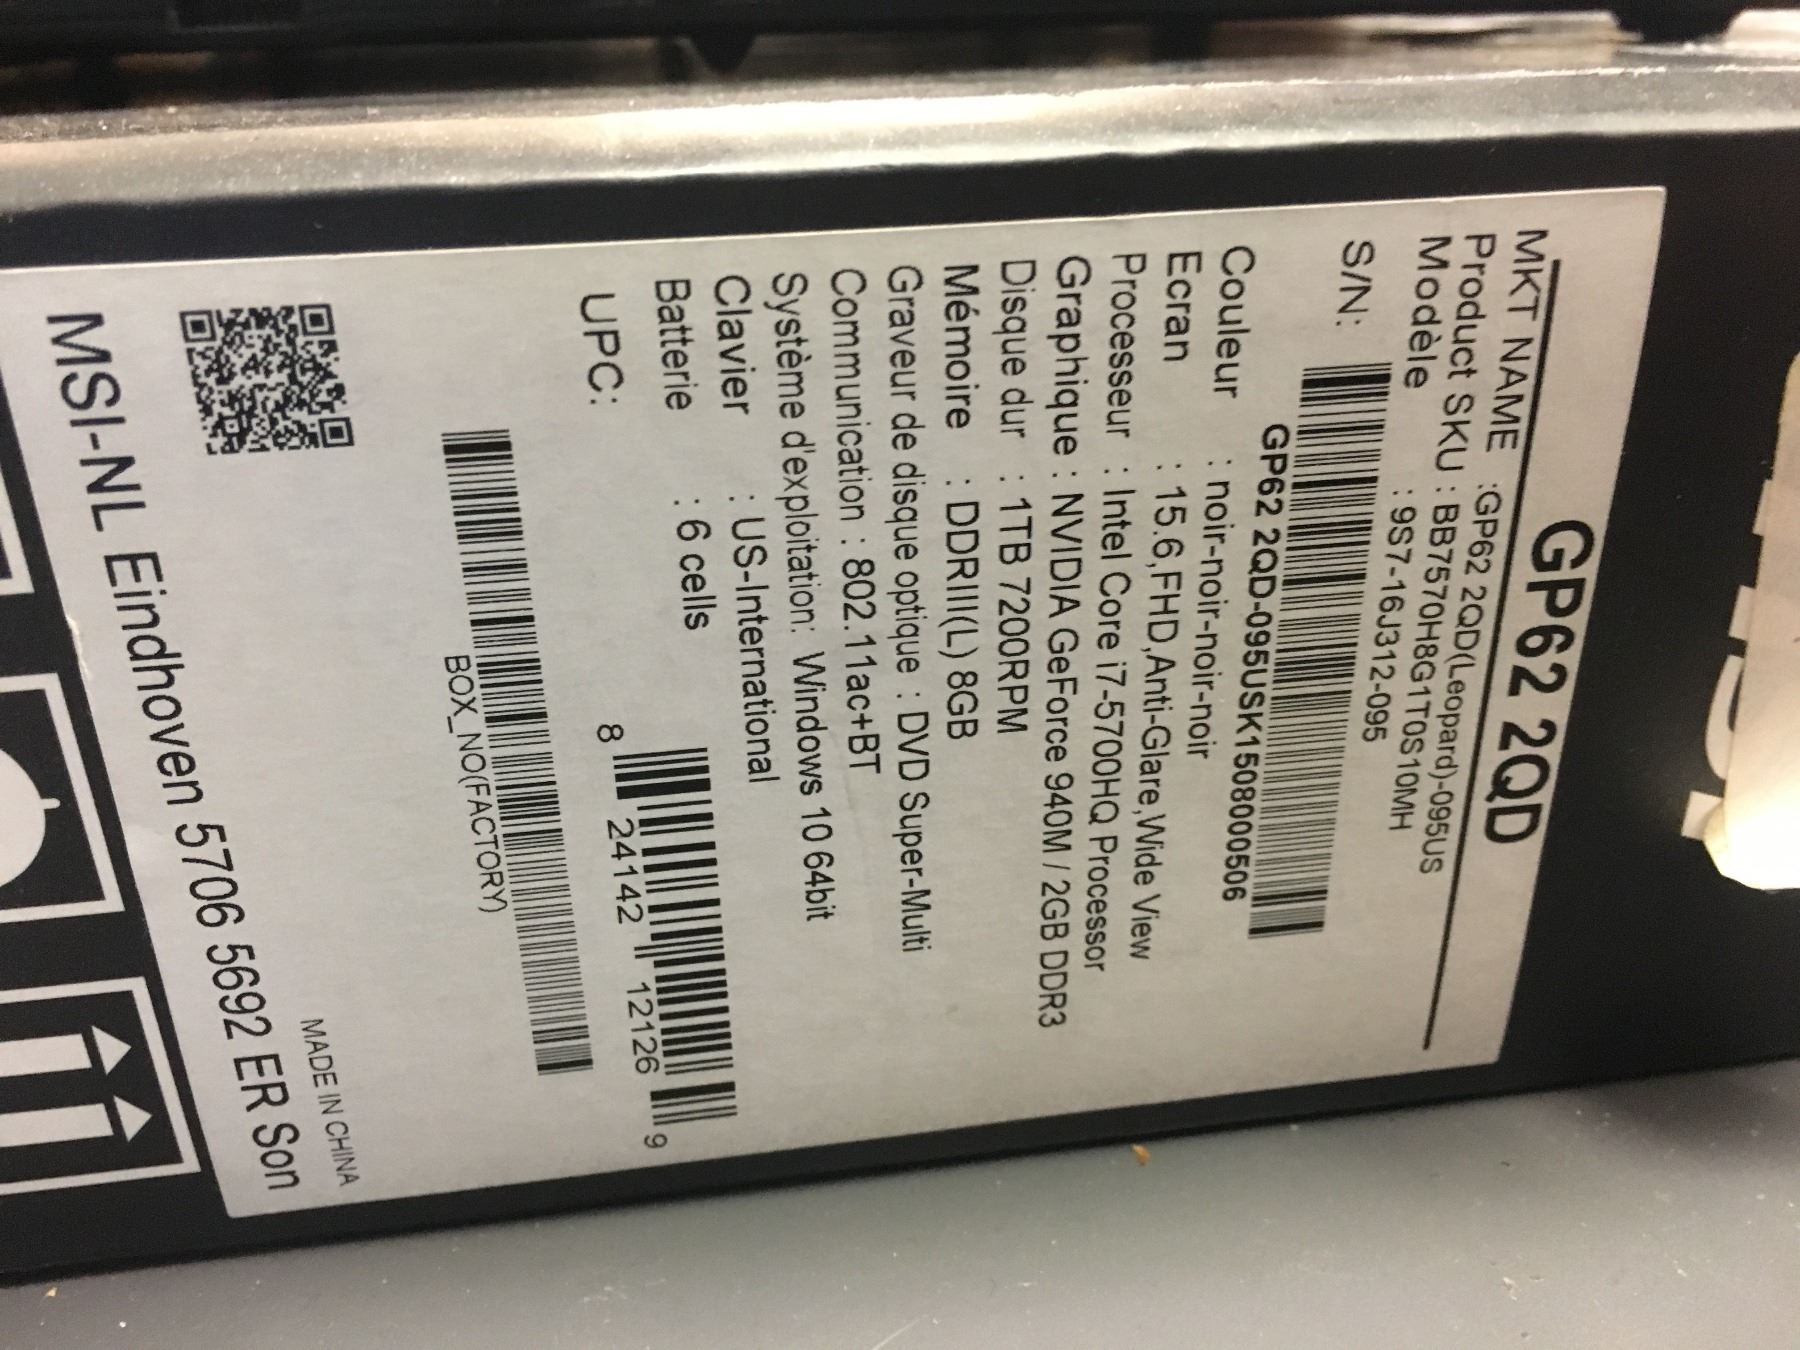 GP62 2QD
MKT NAME :GP62 2QD(Leopard)-095US
Product SKU : BB7570H8G1T0S10MH
Modèle : 9S7-16J312-095
S/N:
GP62 2QD-095USK1508000506
Couleur : noir-noir-noir-noir
Ecran : 15.6,FHD,Anti-Glare,Wide View
Processeur : Intel Core i7-5700HQ Processor
Graphique : NVIDIA GeForce 940M / 2GB DDR3
Disque dur : 1TB 7200RPM
Mémoire : DDRIII(L) 8GB
Graveur de disque optique : DVD Super-Multi
Communication : 802.11ac+BT
Système d'exploitation: Windows 10 64bit
Clavier : US-International
Batterie : 6 cells
UPC:
8 24142 12126 9
BOX_NO(FACTORY)
MADE IN CHINA
MSI-NL Eindhoven 5706 5692 ER Son